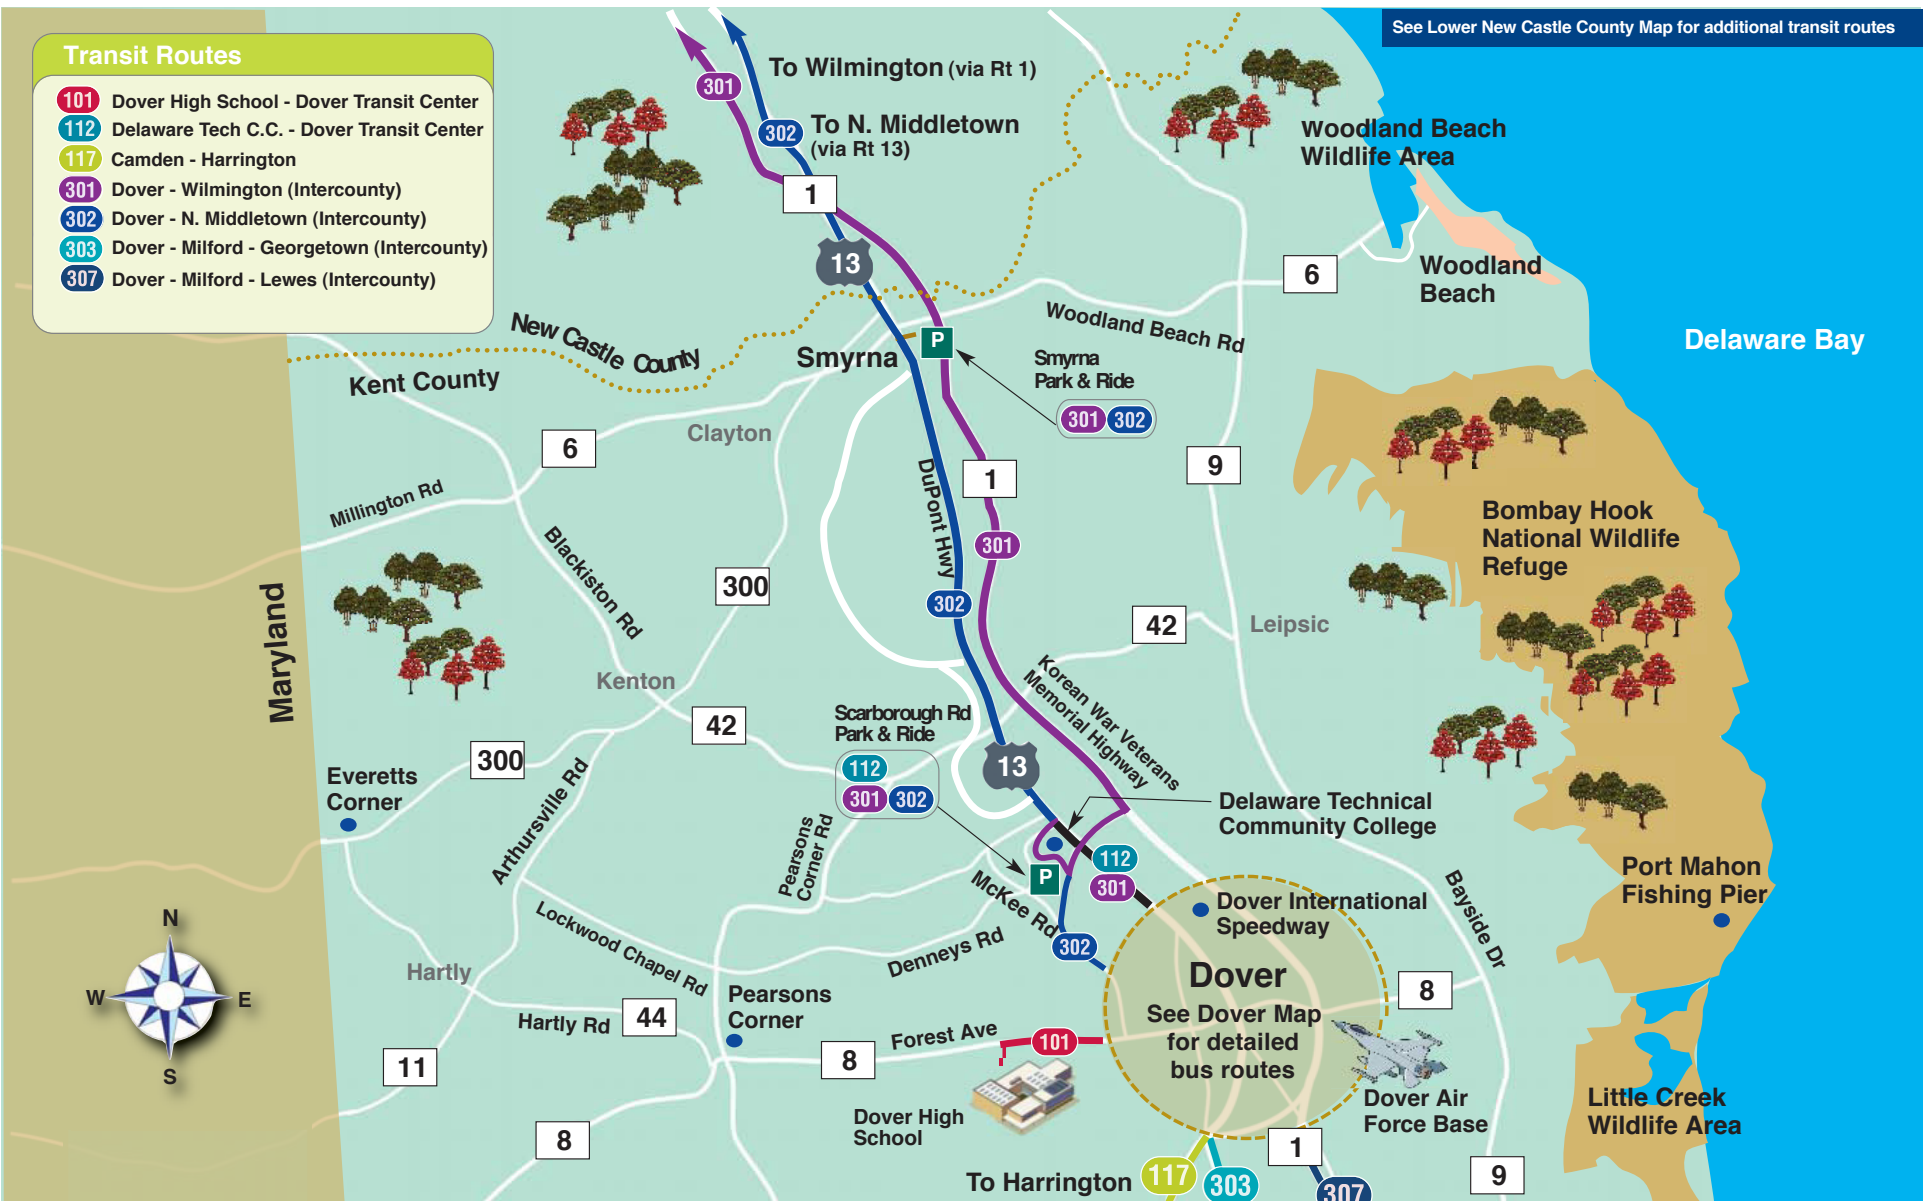 See Lower New Castle County Map for additional transit routes
Transit Routes
101 Dover High School - Dover Transit Center
112 Delaware Tech C.C. - Dover Transit Center
117 Camden - Harrington
301 Dover - Wilmington (Intercounty)
302 Dover - N. Middletown (Intercounty)
303 Dover - Milford - Georgetown (Intercounty)
307 Dover - Milford - Lewes (Intercounty)
301
To Wilmington (via Rt 1)
302
To N. Middletown
(via Rt 13)
1
13
Woodland Beach
Wildlife Area
6
Woodland
Beach
Delaware Bay
New Castle County
Kent County
Smyrna
P
Woodland Beach Rd
Smyrna
Park & Ride
301 302
Clayton
6
9
1
Millington Rd
DuPont Hwy
301
Bombay Hook
National Wildlife
Refuge
Blackiston Rd
300
302
42
Leipsic
Maryland
Kenton
Korean War Veterans
Memorial Highway
42
Scarborough Rd
Park & Ride
112
301 302
300
13
Everetts
Corner
Arthursville Rd
Pearsons
Corner Rd
Delaware Technical
Community College
112
301
P
McKee Rd
Port Mahon
Fishing Pier
Bayside Dr
Dover International
Speedway
N
W E
S
Lockwood Chapel Rd
Denneys Rd
302
Hartly
Dover
See Dover Map
for detailed
bus routes
8
Pearsons
Corner
Hartly Rd
44
Forest Ave
101
8
11
Dover High
School
Dover Air
Force Base
Little Creek
Wildlife Area
8
1
9
To Harrington
117
303
307